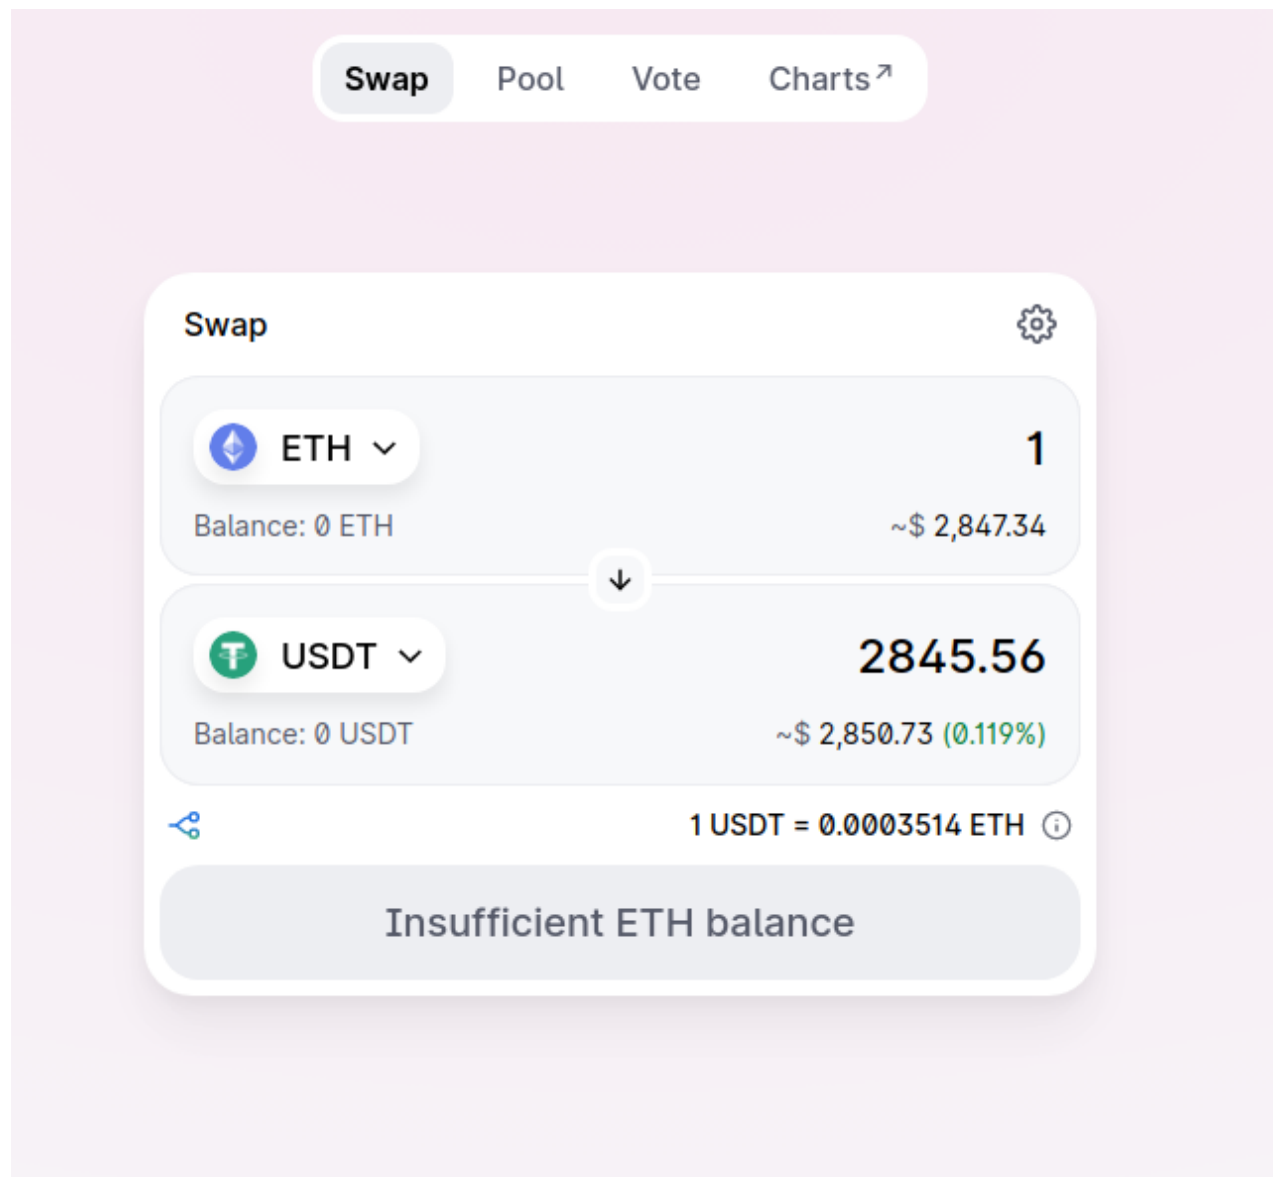 Swap Pool Vote Charts↗
Swap
ETH 1
Balance: 0 ETH ~$ 2,847.34
USDT 2845.56
Balance: 0 USDT ~$ 2,850.73 (0.119%)
1 USDT = 0.0003514 ETH
Insufficient ETH balance